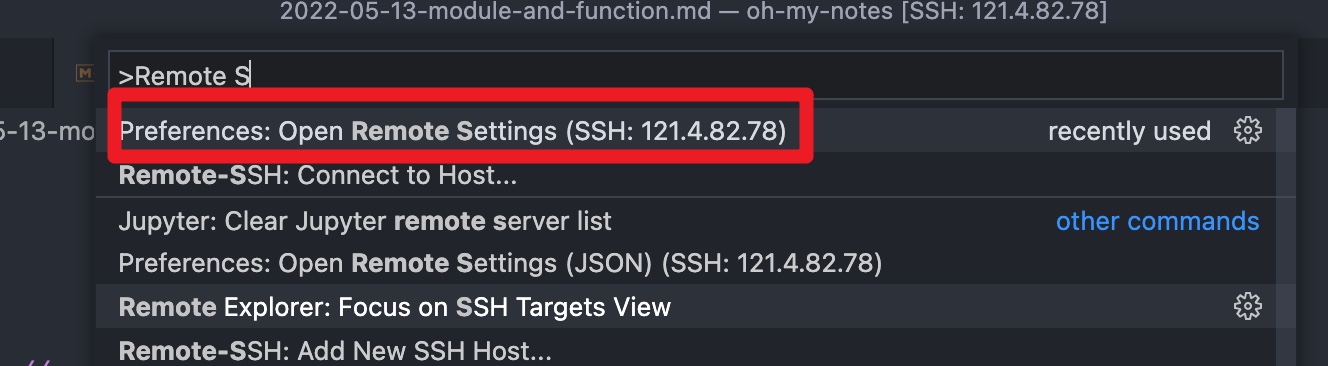 2022-05-13-module-and-function.md — oh-my-notes [SSH: 121.4.82.78]
M
>Remote S
5-13-mo
Preferences: Open Remote Settings (SSH: 121.4.82.78) recently used
Remote-SSH: Connect to Host...
Jupyter: Clear Jupyter remote server list other commands
Preferences: Open Remote Settings (JSON) (SSH: 121.4.82.78)
Remote Explorer: Focus on SSH Targets View
Remote-SSH: Add New SSH Host...
//